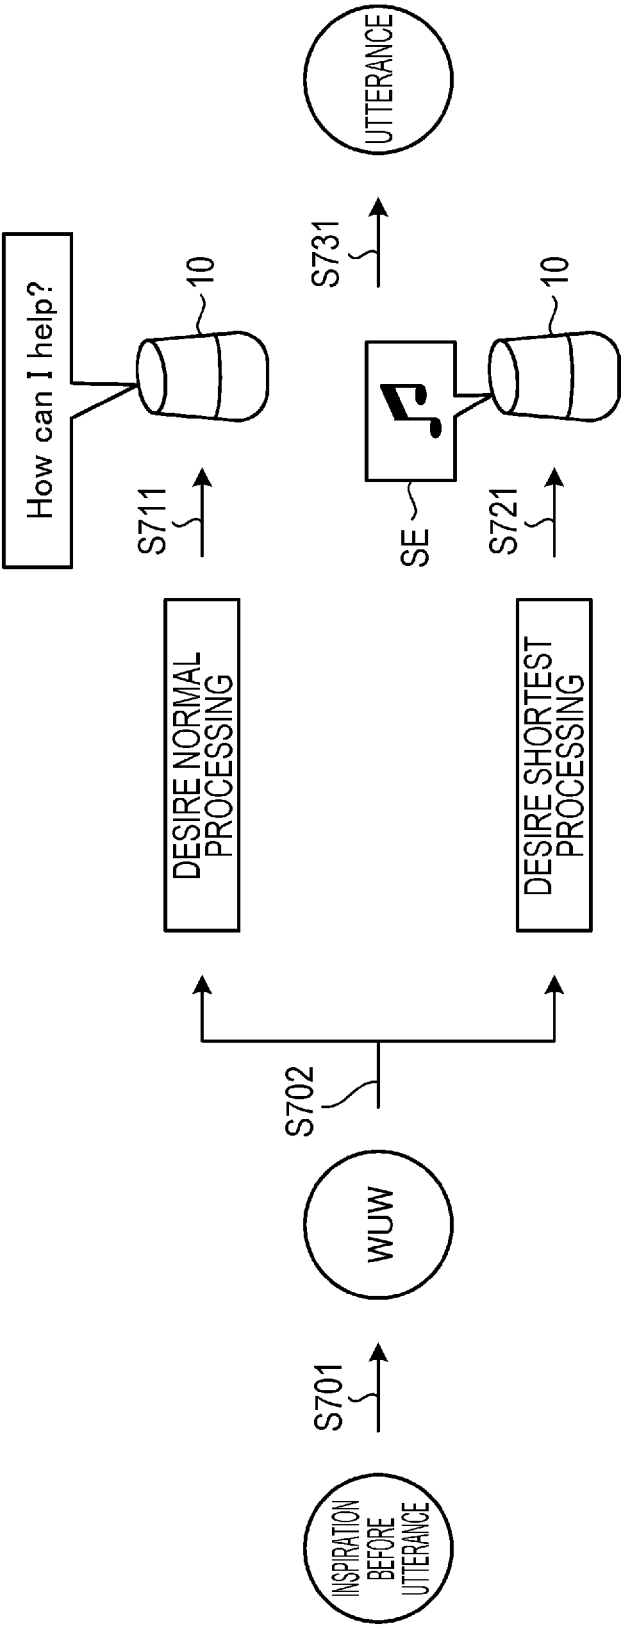 INSPIRATION
BEFORE
UTTERANCE
S701
WUW
S702
DESIRE NORMAL
PROCESSING
S711
How can I help?
10
DESIRE SHORTEST
PROCESSING
S721
SE
10
S731
UTTERANCE